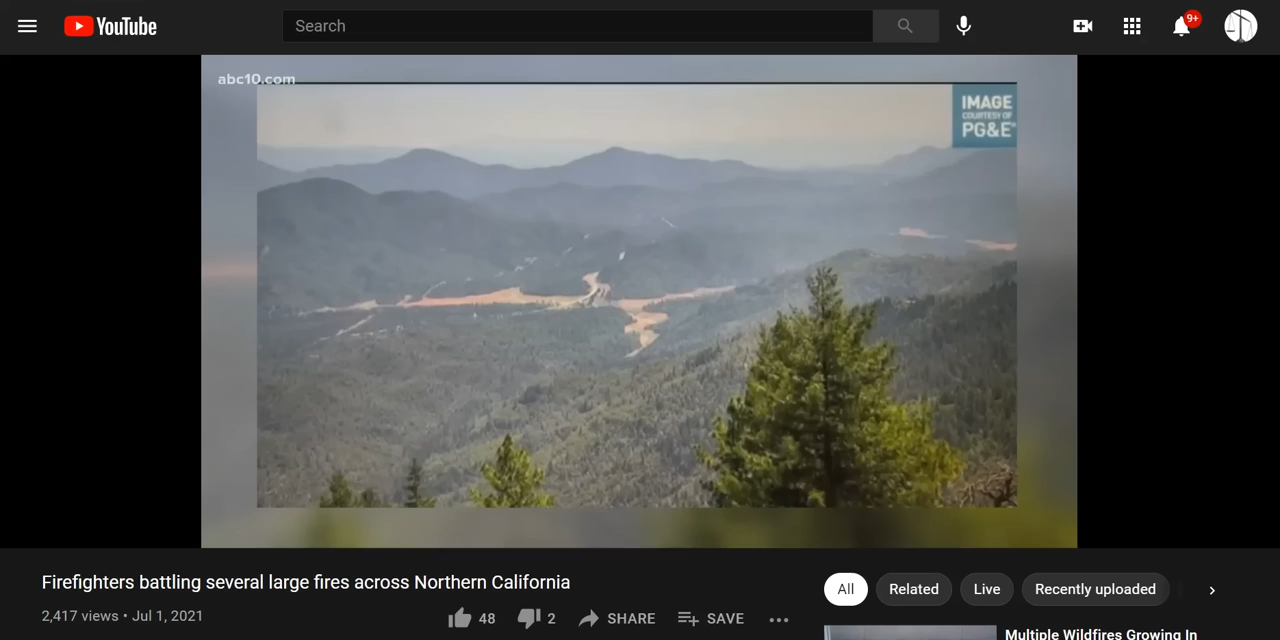 YouTube
Search
9+
abc10.com
IMAGE
COURTESY OF
PG&E®
Firefighters battling several large fires across Northern California
2,417 views • Jul 1, 2021
48
2
SHARE
SAVE
All
Related
Live
Recently uploaded
Multiple Wildfires Growing In